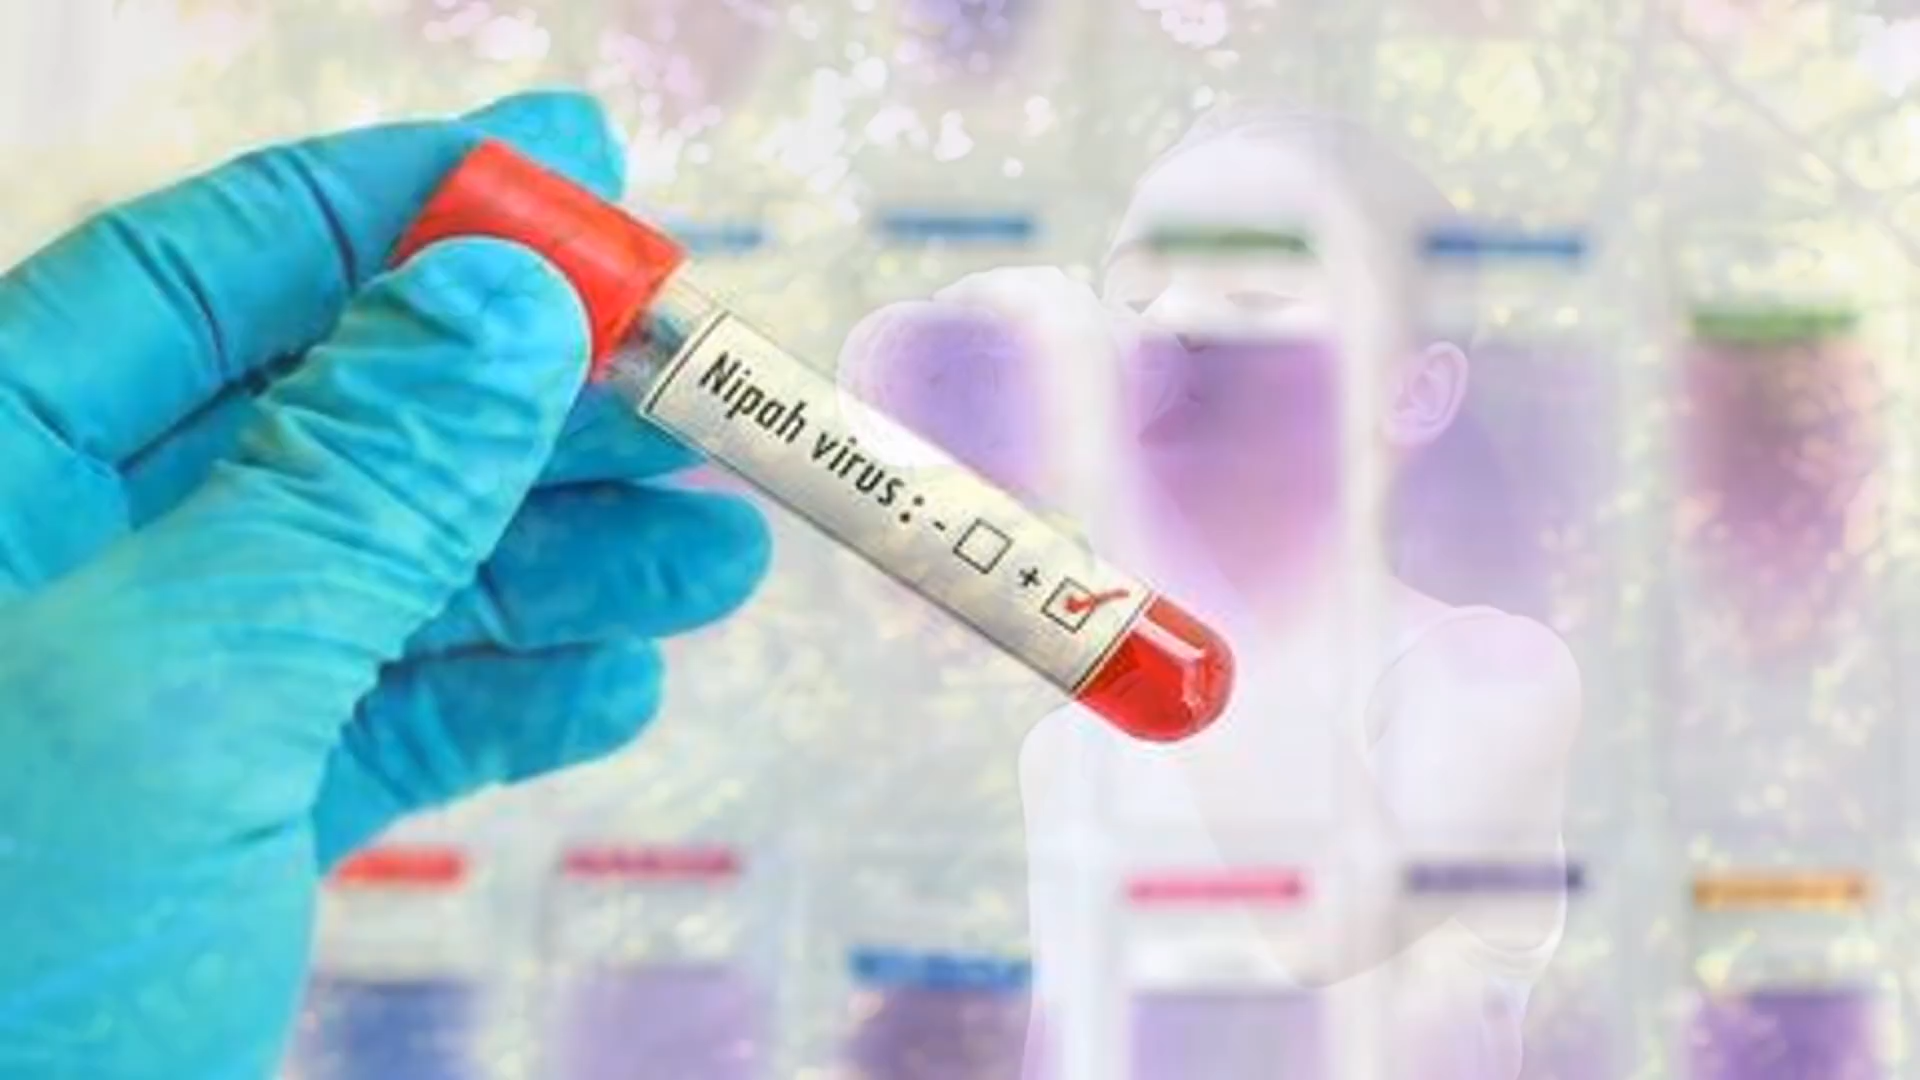 Nipah virus: - ☐ + ☑